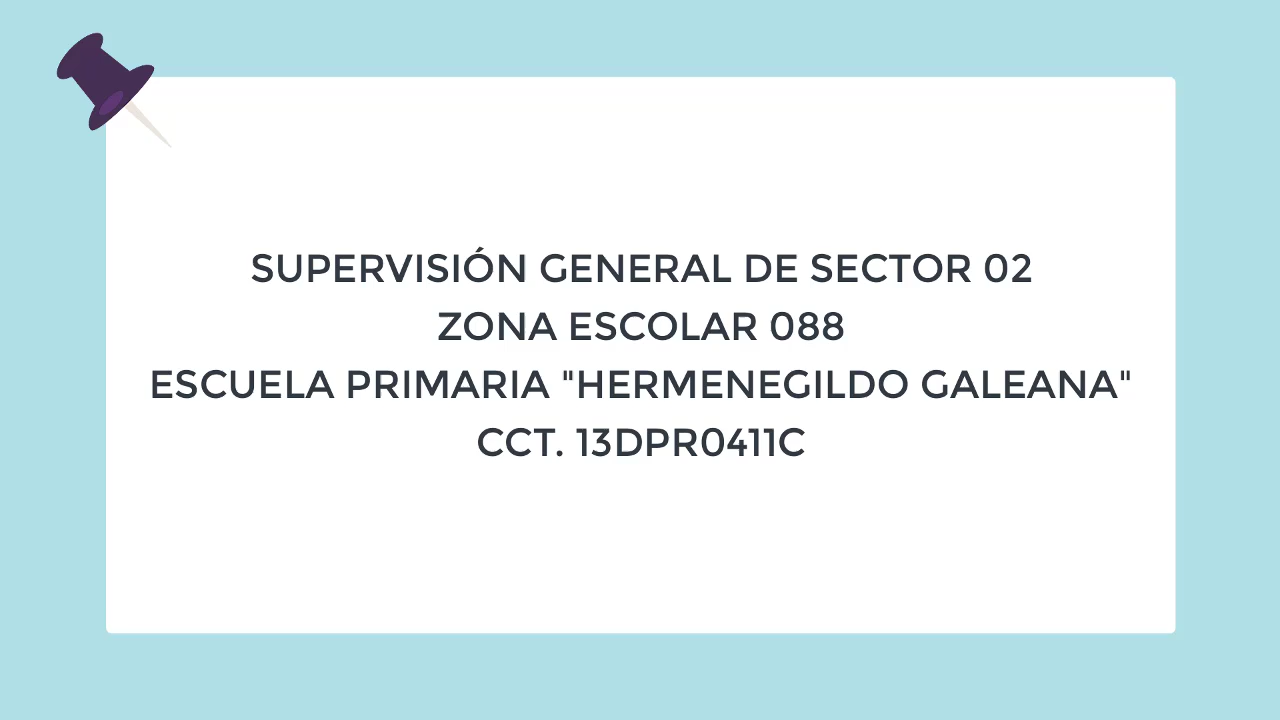 SUPERVISIÓN GENERAL DE SECTOR 02
ZONA ESCOLAR 088
ESCUELA PRIMARIA "HERMENEGILDO GALEANA"
CCT. 13DPR0411C